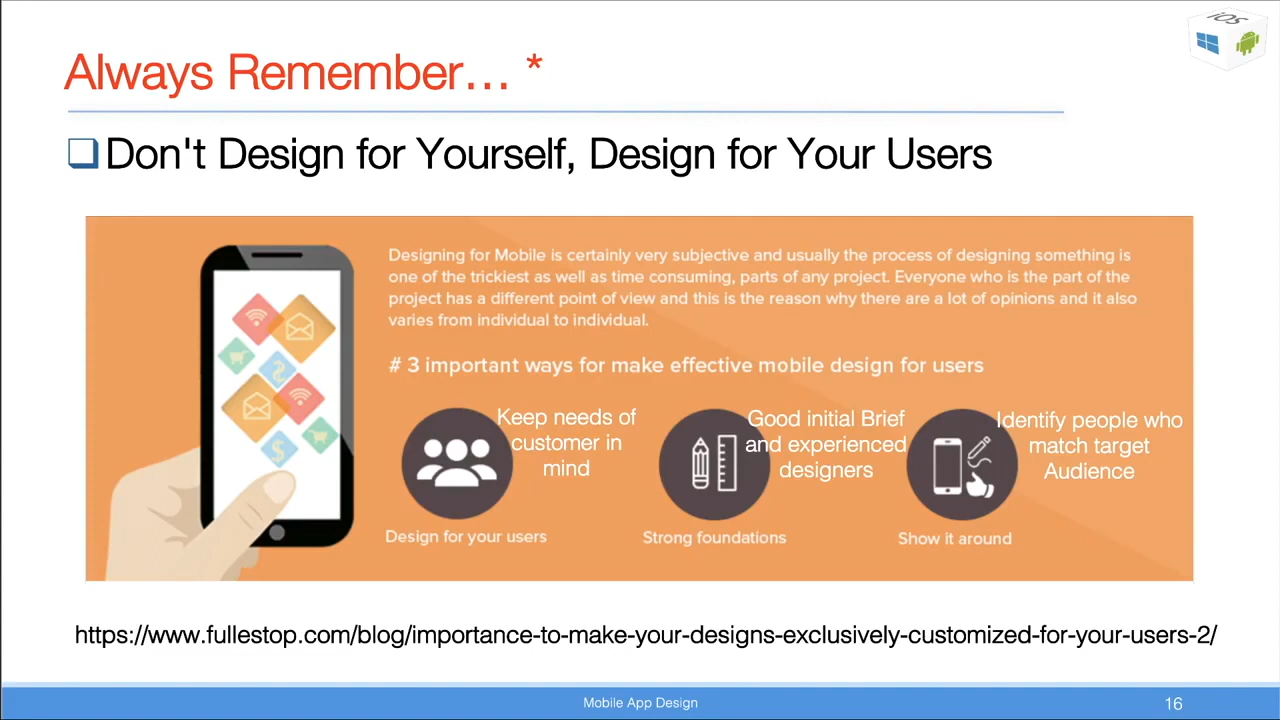 iOS
Always Remember... *
Don't Design for Yourself, Design for Your Users
Designing for Mobile is certainly very subjective and usually the process of designing something is
one of the trickiest as well as time consuming, parts of any project. Everyone who is the part of the
project has a different point of view and this is the reason why there are a lot of opinions and it also
varies from individual to individual.
# 3 important ways for make effective mobile design for users
Keep needs of
customer in
mind
Design for your users
Good initial Brief
and experienced
designers
Strong foundations
Identify people who
match target
Audience
Show it around
https://www.fullestop.com/blog/importance-to-make-your-designs-exclusively-customized-for-your-users-2/
Mobile App Design
16